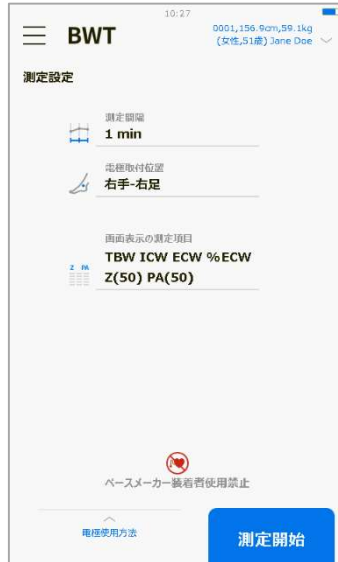 10:27
BWT
0001,156.9cm,59.1kg
(女性,51歳) Jane Doe
測定設定
測定間隔
1 min
電極取付位置
右手-右足
画面表示の測定項目
TBW ICW ECW %ECW
Z(50) PA(50)
Z PA
ペースメーカー装着者使用禁止
電極使用方法
測定開始